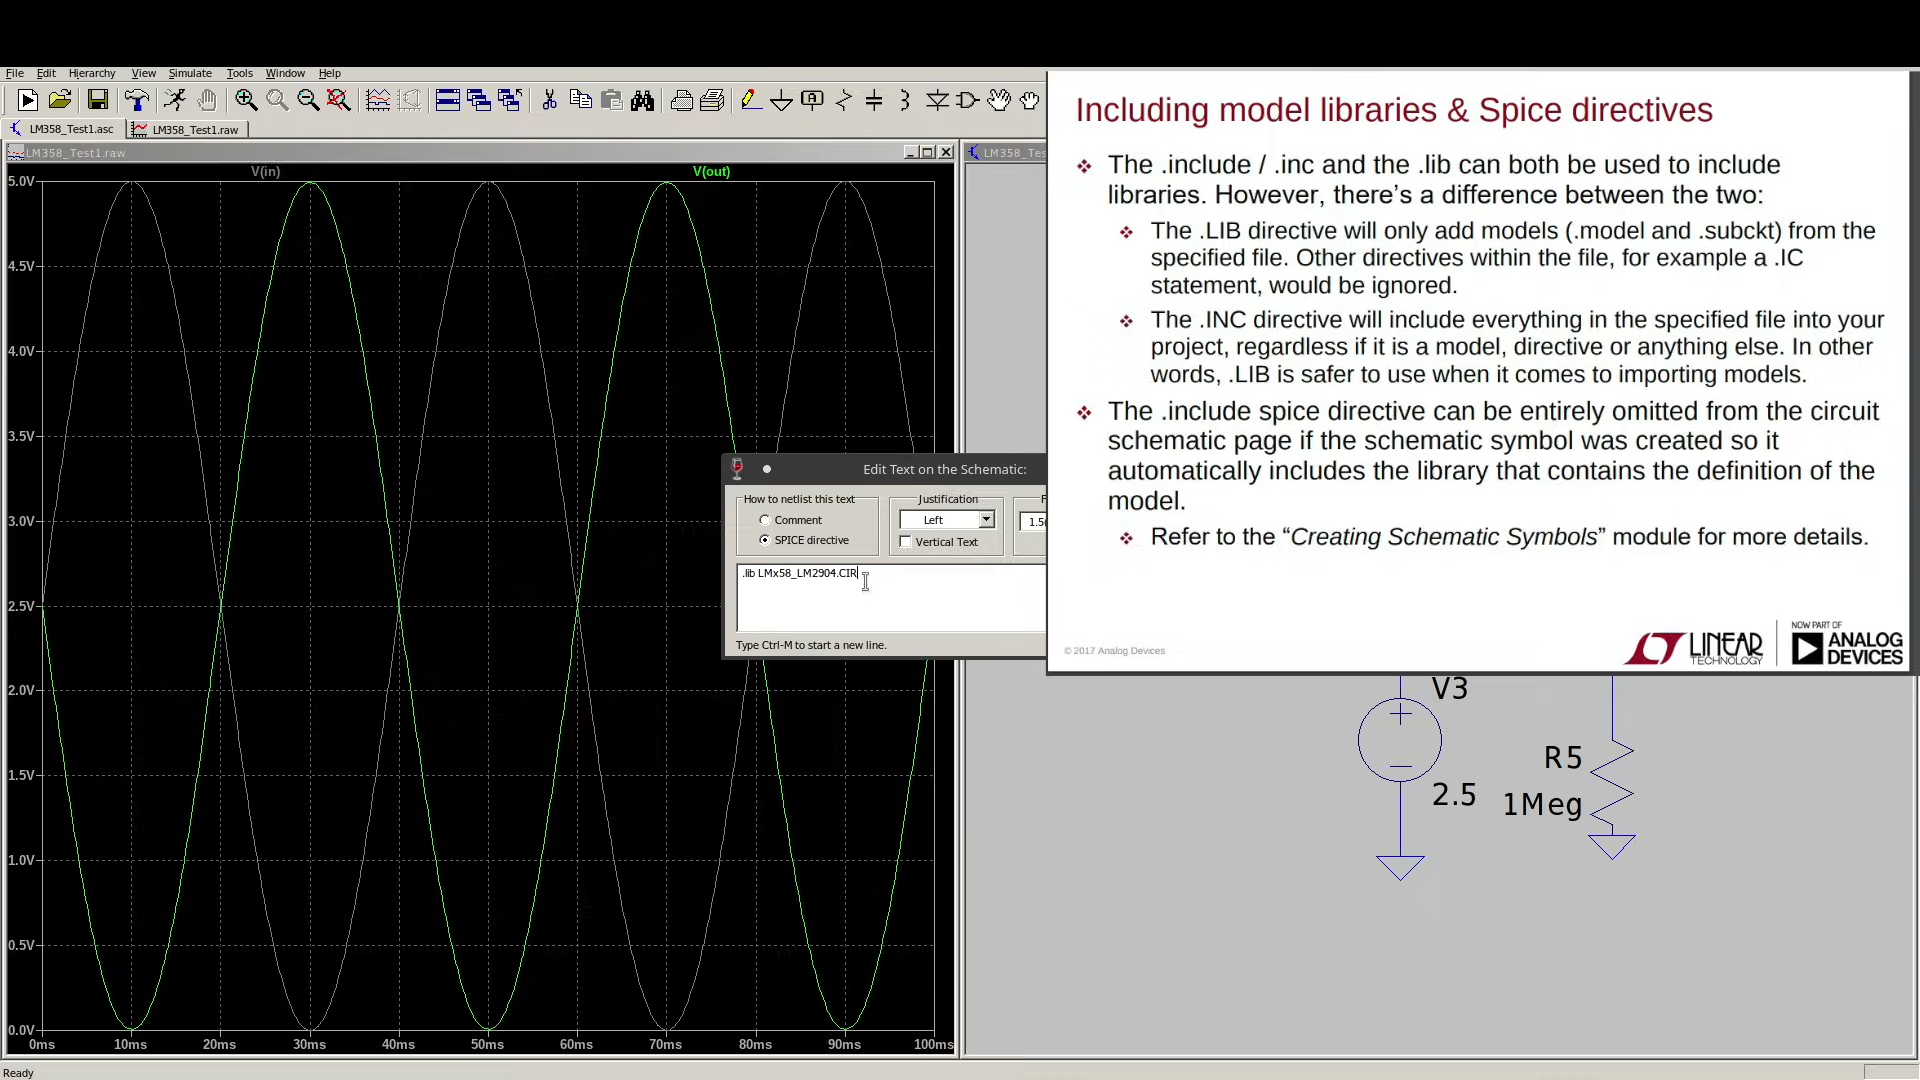 File Edit Hierarchy View Simulate Tools Window Help
LM358_Test1.asc LM358_Test1.raw
LM358_Test1.raw
V(in) V(out)
5.0V
4.5V
4.0V
3.5V
3.0V
2.5V
2.0V
1.5V
1.0V
0.5V
0.0V
0ms 10ms 20ms 30ms 40ms 50ms 60ms 70ms 80ms 90ms 100ms
Ready
Edit Text on the Schematic:
How to netlist this text
Comment
SPICE directive
Justification
Left
Vertical Text
.lib LMx58_LM2904.CIR
Type Ctrl-M to start a new line.
LM358_Tes
Including model libraries & Spice directives
The .include / .inc and the .lib can both be used to include
libraries. However, there's a difference between the two:
The .LIB directive will only add models (.model and .subckt) from the
specified file. Other directives within the file, for example a .IC
statement, would be ignored.
The .INC directive will include everything in the specified file into your
project, regardless if it is a model, directive or anything else. In other
words, .LIB is safer to use when it comes to importing models.
The .include spice directive can be entirely omitted from the circuit
schematic page if the schematic symbol was created so it
automatically includes the library that contains the definition of the
model.
Refer to the “Creating Schematic Symbols” module for more details.
© 2017 Analog Devices
LINEAR
TECHNOLOGY
NOW PART OF
ANALOG
DEVICES
V3
2.5
R5
1Meg